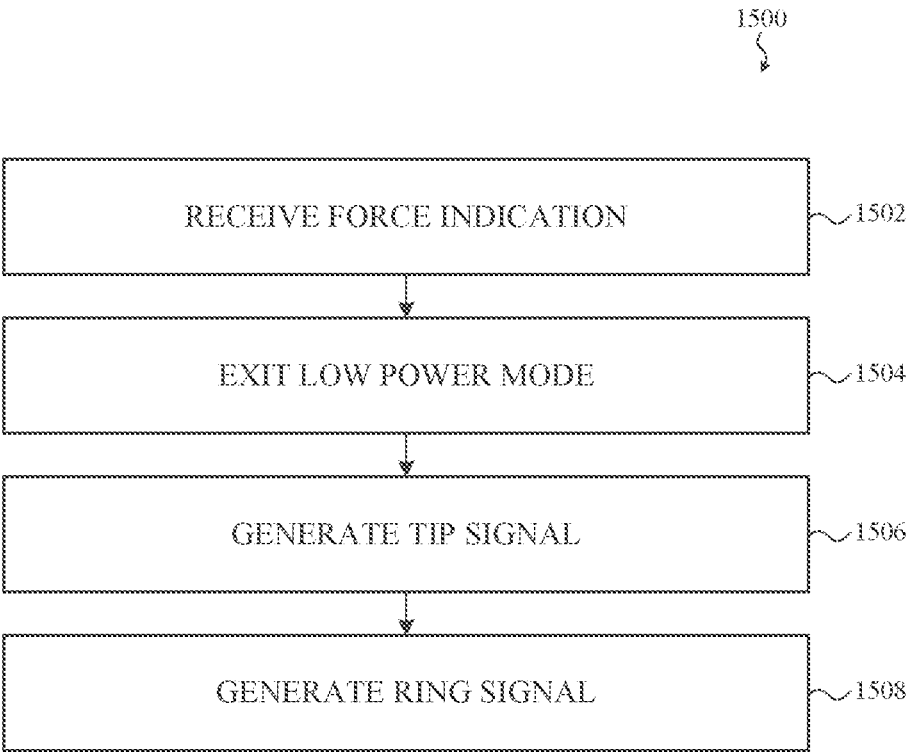 1500
RECEIVE FORCE INDICATION
1502
EXIT LOW POWER MODE
1504
GENERATE TIP SIGNAL
1506
GENERATE RING SIGNAL
1508